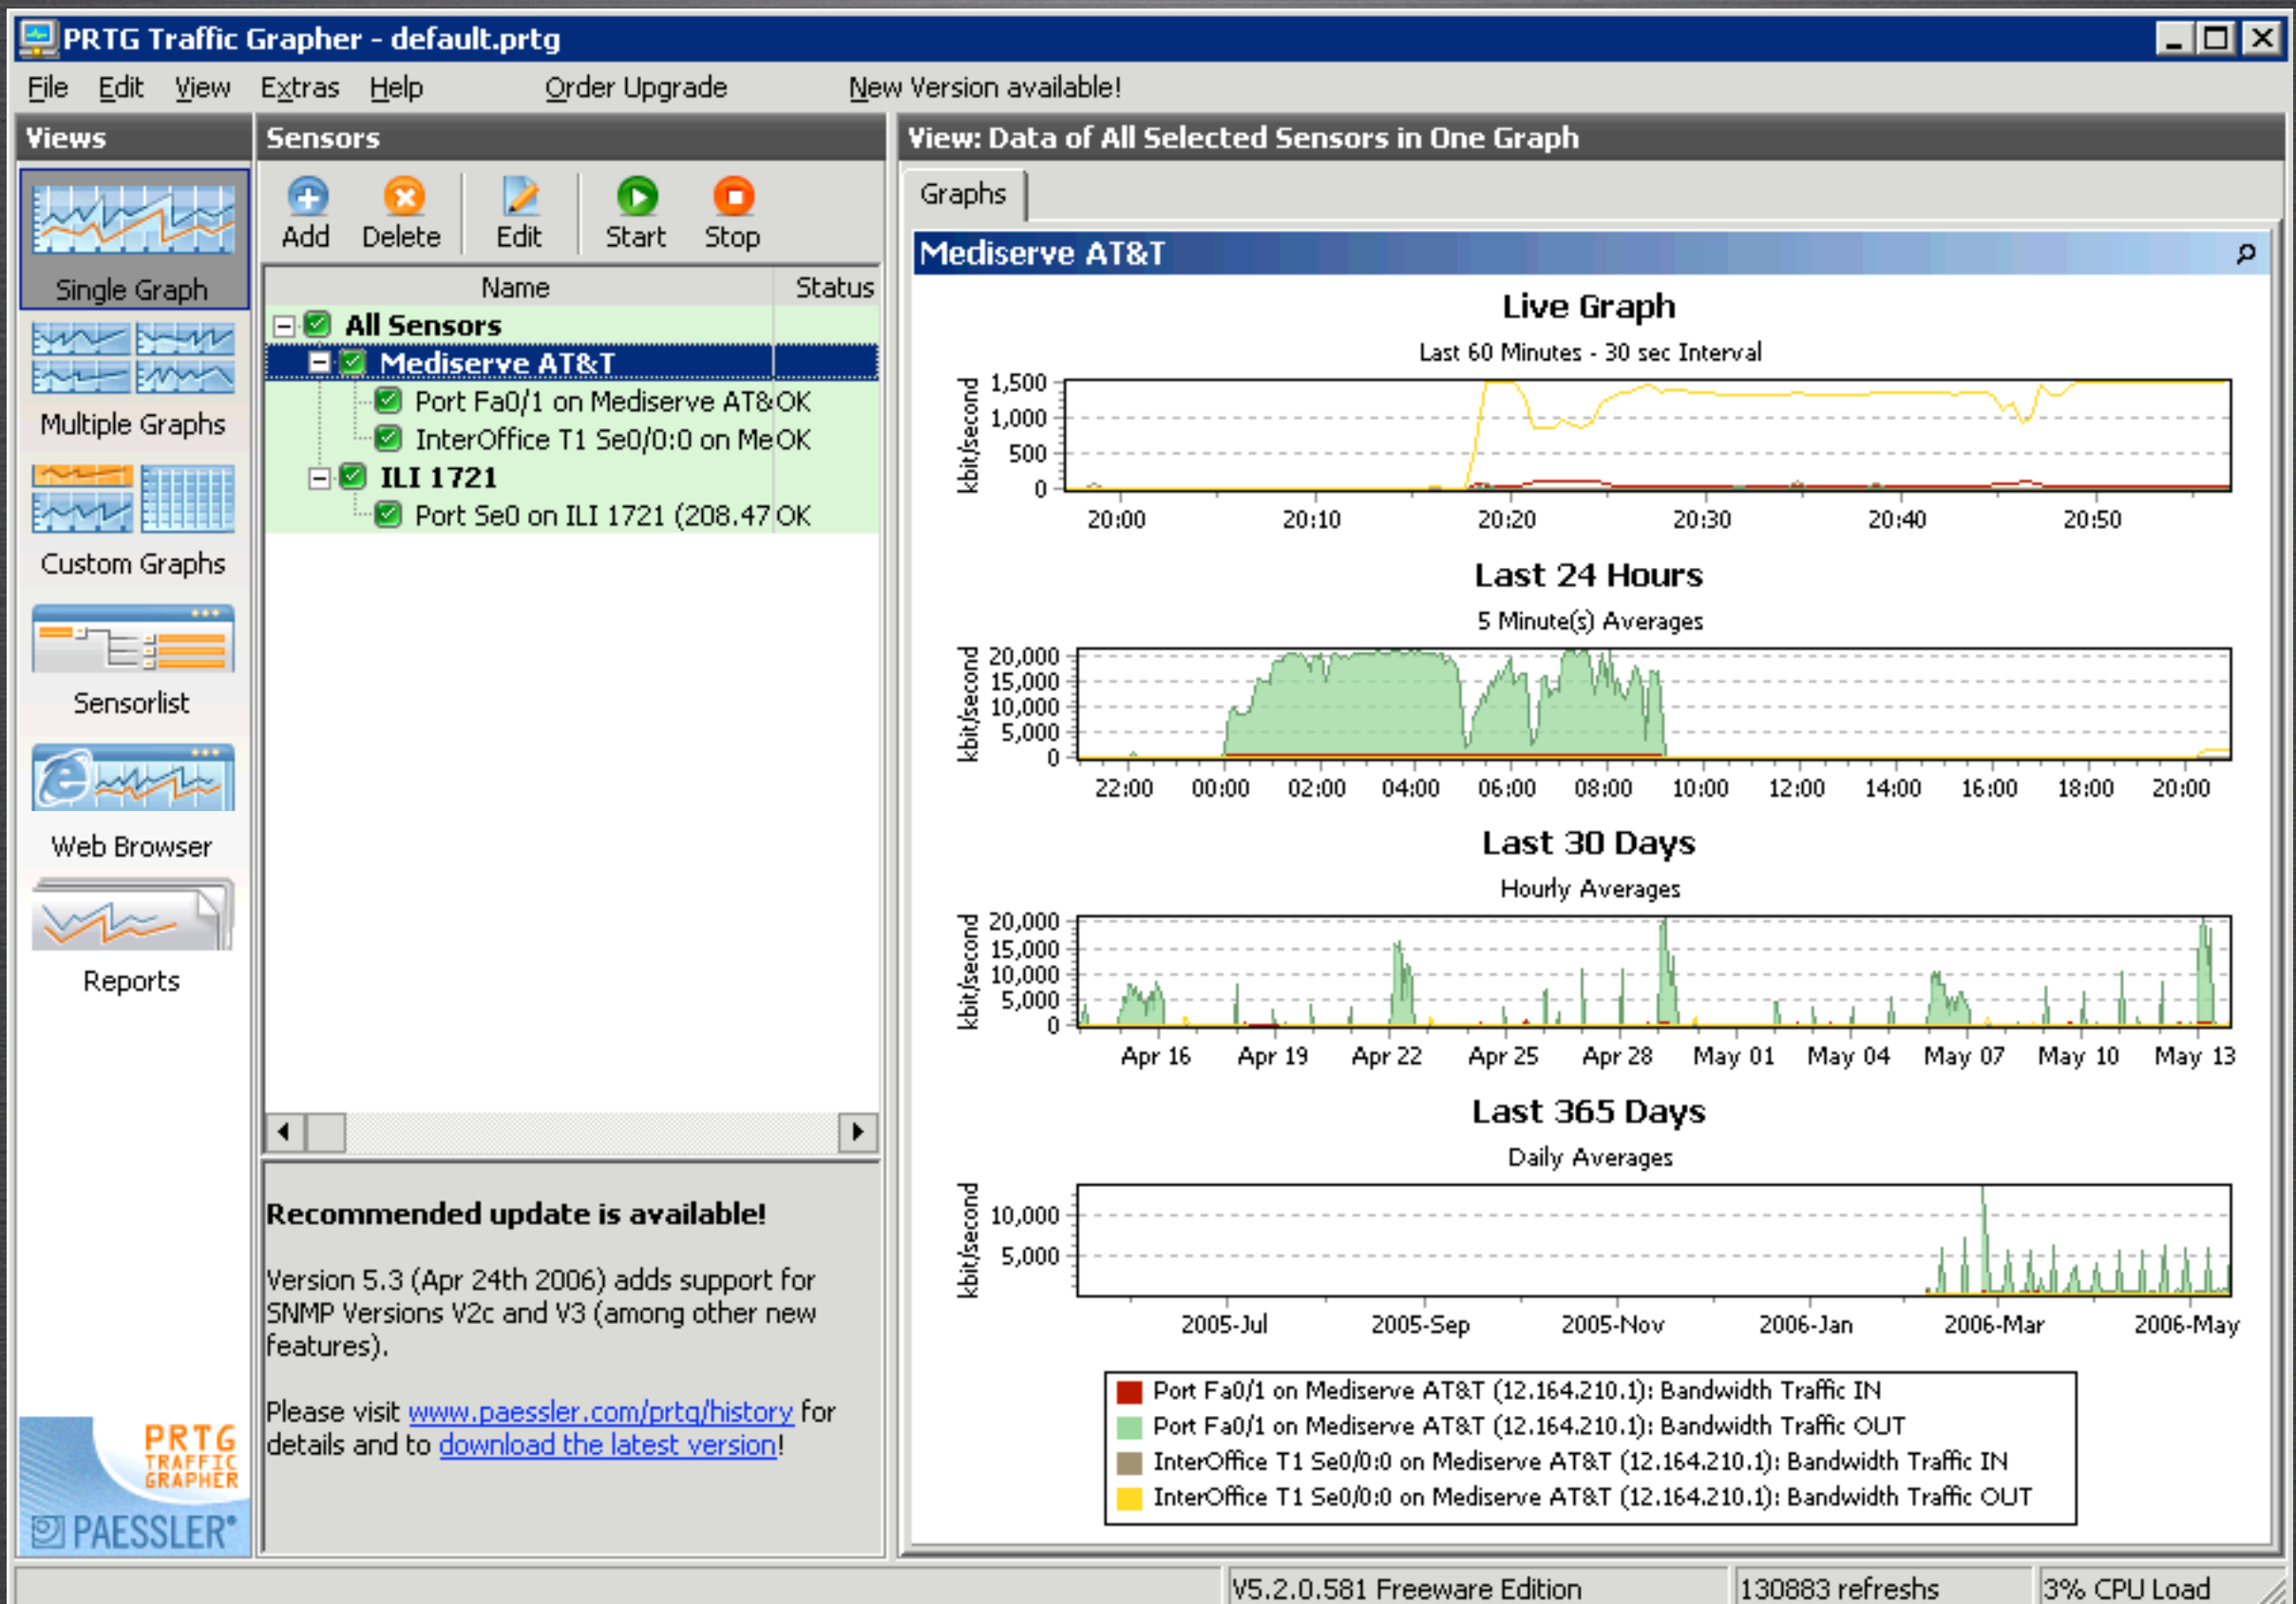 PRTG Traffic Grapher - default.prtg
File Edit View Extras Help Order Upgrade New Version available!
Views
Single Graph
Multiple Graphs
Custom Graphs
Sensorlist
Web Browser
Reports
PRTG
TRAFFIC
GRAPHER
PAESSLER
Sensors
Add Delete Edit Start Stop
Name Status
All Sensors
Mediserve AT&T
Port Fa0/1 on Mediserve AT& OK
InterOffice T1 Se0/0:0 on Me OK
ILI 1721
Port Se0 on ILI 1721 (208.47 OK
Recommended update is available!
Version 5.3 (Apr 24th 2006) adds support for
SNMP Versions V2c and V3 (among other new
features).
Please visit www.paessler.com/prtg/history for
details and to download the latest version!
View: Data of All Selected Sensors in One Graph
Graphs
Mediserve AT&T
Live Graph
Last 60 Minutes - 30 sec Interval
kbit/second
1,500
1,000
500
0
20:00 20:10 20:20 20:30 20:40 20:50
Last 24 Hours
5 Minute(s) Averages
kbit/second
20,000
15,000
10,000
5,000
0
22:00 00:00 02:00 04:00 06:00 08:00 10:00 12:00 14:00 16:00 18:00 20:00
Last 30 Days
Hourly Averages
kbit/second
20,000
15,000
10,000
5,000
0
Apr 16 Apr 19 Apr 22 Apr 25 Apr 28 May 01 May 04 May 07 May 10 May 13
Last 365 Days
Daily Averages
kbit/second
10,000
5,000
2005-Jul 2005-Sep 2005-Nov 2006-Jan 2006-Mar 2006-May
Port Fa0/1 on Mediserve AT&T (12.164.210.1): Bandwidth Traffic IN
Port Fa0/1 on Mediserve AT&T (12.164.210.1): Bandwidth Traffic OUT
InterOffice T1 Se0/0:0 on Mediserve AT&T (12.164.210.1): Bandwidth Traffic IN
InterOffice T1 Se0/0:0 on Mediserve AT&T (12.164.210.1): Bandwidth Traffic OUT
V5.2.0.581 Freeware Edition 130883 refreshs 3% CPU Load